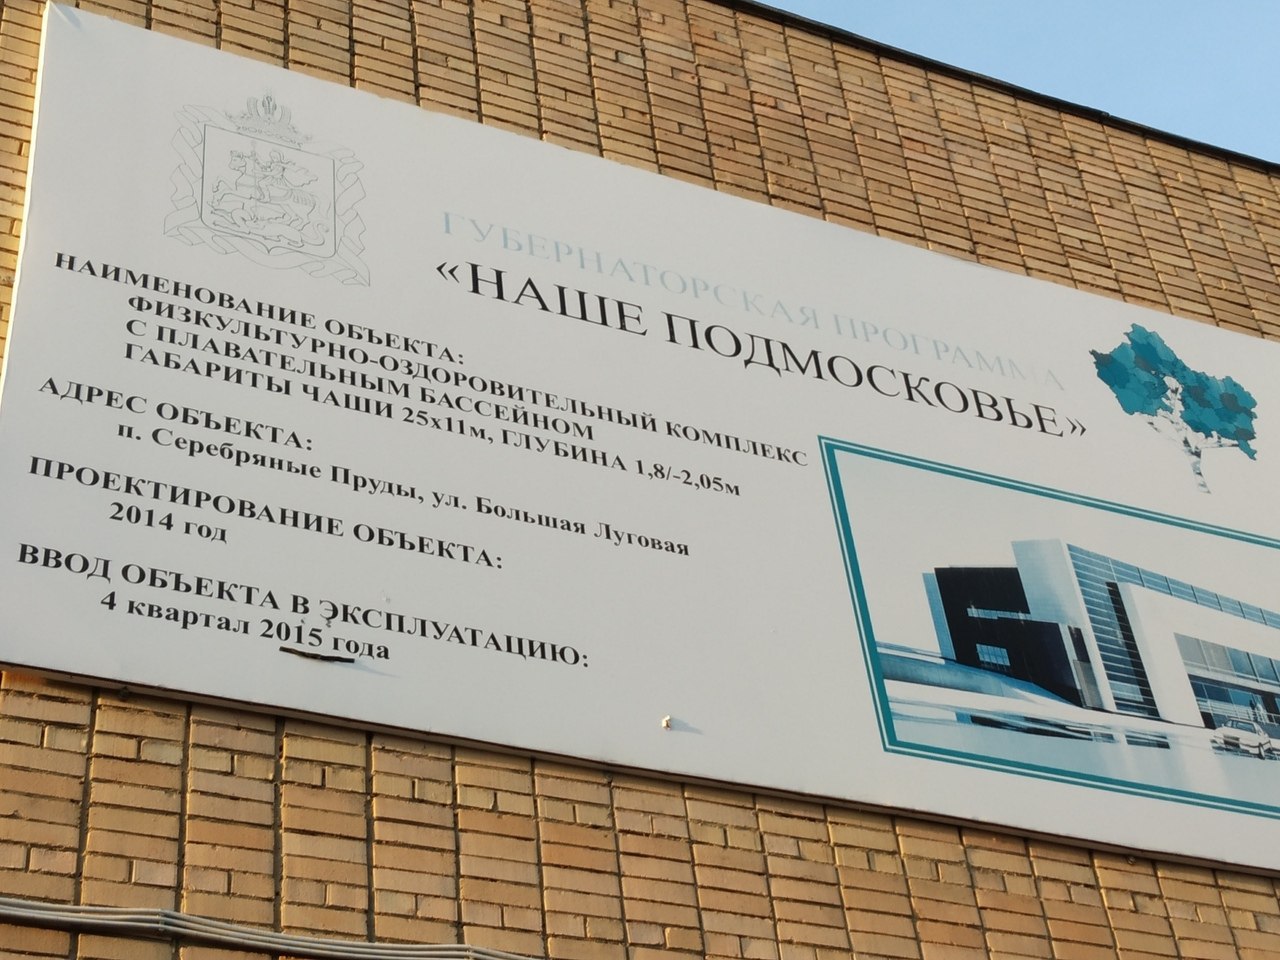 ГУБЕРНАТОРСКАЯ ПРОГРАММА
«НАШЕ ПОДМОСКОВЬЕ»
НАИМЕНОВАНИЕ ОБЪЕКТА:
ФИЗКУЛЬТУРНО-ОЗДОРОВИТЕЛЬНЫЙ КОМПЛЕКС
С ПЛАВАТЕЛЬНЫМ БАССЕЙНОМ
ГАБАРИТЫ ЧАШИ 25х11м, ГЛУБИНА 1,8/-2,05м
АДРЕС ОБЪЕКТА:
п. Серебряные Пруды, ул. Большая Луговая
ПРОЕКТИРОВАНИЕ ОБЪЕКТА:
2014 год
ВВОД ОБЪЕКТА В ЭКСПЛУАТАЦИЮ:
4 квартал 2015 года